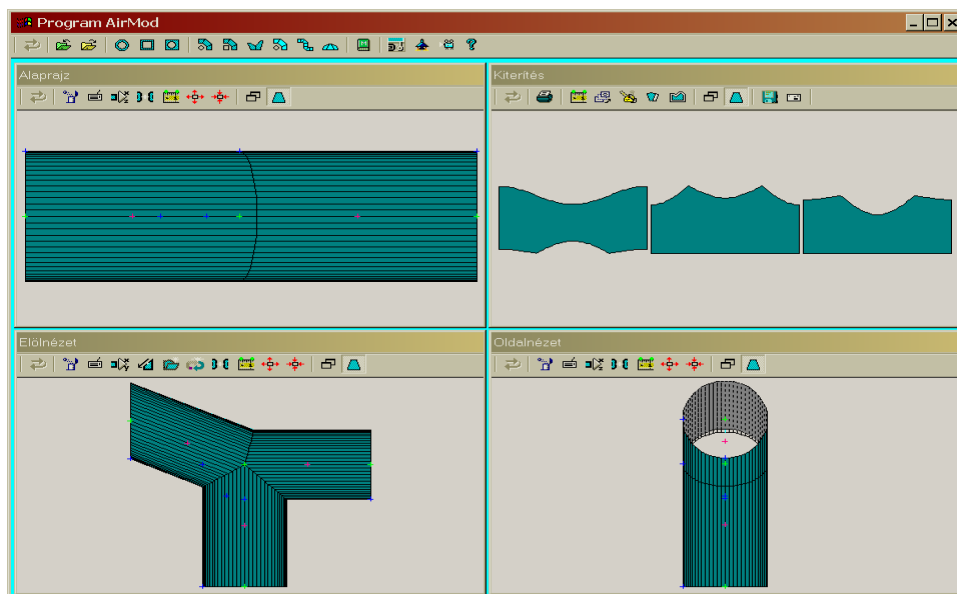 Program AirMod
Alaprajz
Kiterítés
Elölnézet
Oldalnézet